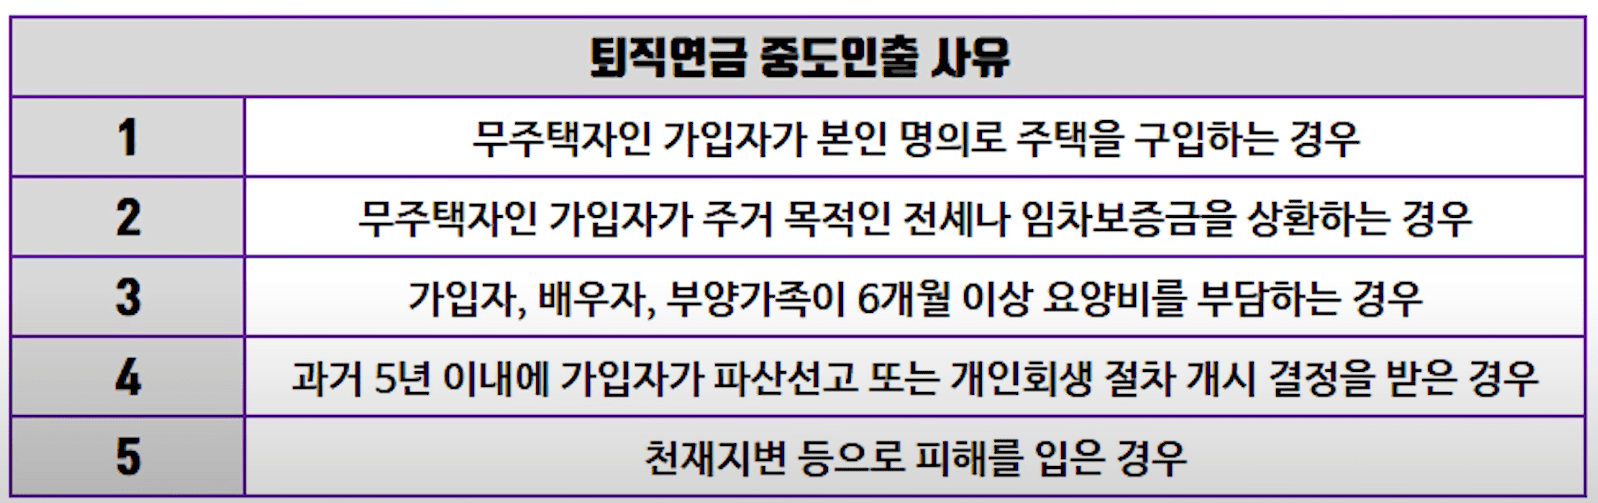 퇴직연금 중도인출 사유
1 무주택자인 가입자가 본인 명의로 주택을 구입하는 경우
2 무주택자인 가입자가 주거 목적인 전세나 임차보증금을 상환하는 경우
3 가입자, 배우자, 부양가족이 6개월 이상 요양비를 부담하는 경우
4 과거 5년 이내에 가입자가 파산선고 또는 개인회생 절차 개시 결정을 받은 경우
5 천재지변 등으로 피해를 입은 경우